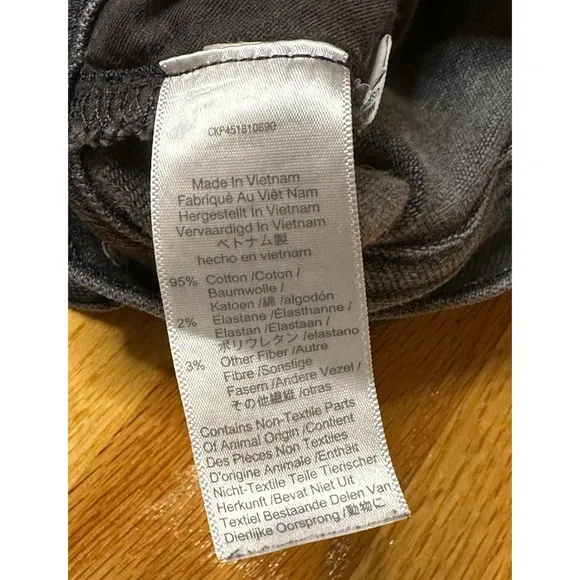 CKP451810690
Made In Vietnam
Fabriqué Au Viêt Nam
Hergestellt In Vietnam
Vervaardigd In Vietnam
ベトナム製
hecho en vietnam
95% Cotton /Coton /
Baumwolle /
Katoen /綿 /algodón
2% Elastane /Élasthanne /
Elastan /Elastaan /
ポリウレタン /elastano
3% Other Fiber /Autre
Fibre /Sonstige
Fasern /Andere Vezel /
その他繊維 /otras
Contains Non-Textile Parts
Of Animal Origin /Contient
Des Pièces Non Textiles
D'origine Animale /Enthält
Nicht-Textile Teile Tierischer
Herkunft /Bevat Niet Uit
Textiel Bestaande Delen Van
Dierlijke Oorsprong /動物に